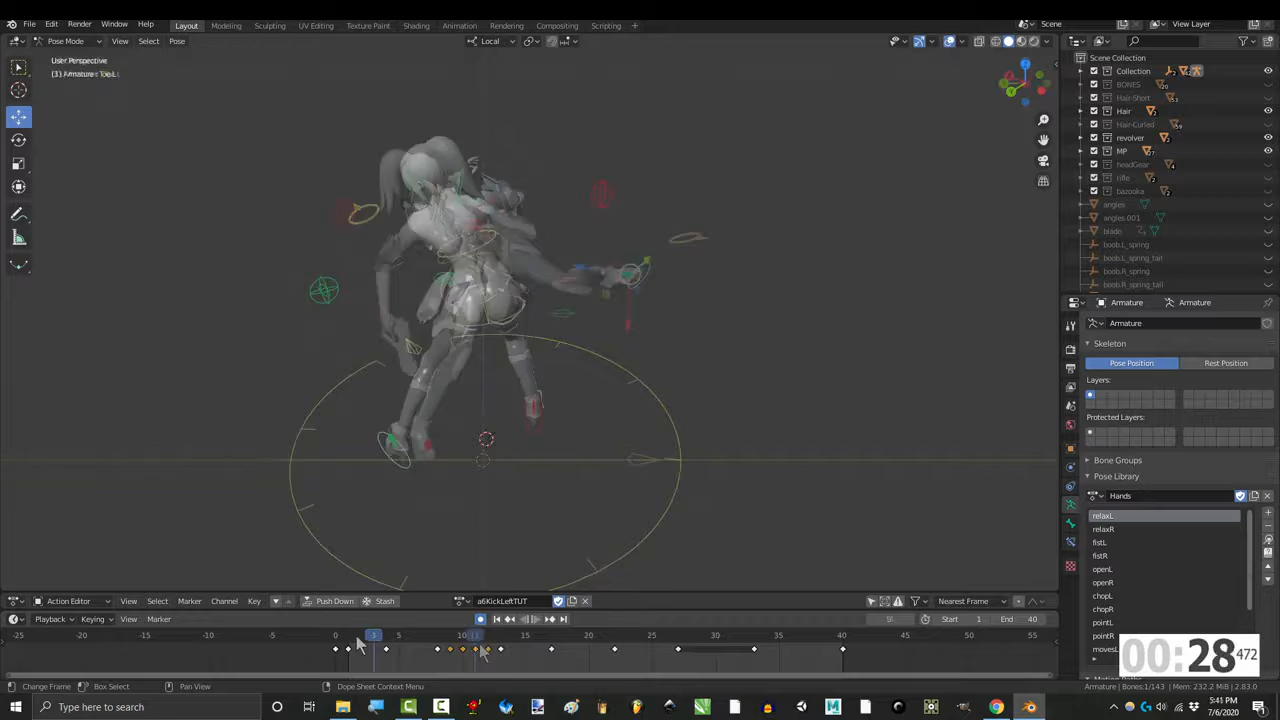 File Edit Render Window Help Layout Modeling Sculpting UV Editing Texture Paint Shading Animation Rendering Compositing Scripting + Scene View Layer
Pose Mode View Select Pose Local
User Perspective
Scene Collection
Collection
BONES
Hair-Short
Hair
Hair-Curled
revolver
MP
headGear
rifle
bazooka
angles
angles.001
blade
boob.L_spring
boob.L_spring_tail
boob.R_spring
boob.R_spring_tail
Armature Armature
Armature
Skeleton
Pose Position Rest Position
Layers:
Protected Layers:
Bone Groups
Pose Library
Hands
relaxL
relaxR
fistL
fistR
openL
openR
chopL
chopR
pointL
pointR
movesL
Action Editor View Select Marker Channel Key Push Down Stash a6KickLeftTUT Nearest Frame
Playback Keying View Marker Start 1 End 40
-25 -20 -15 -10 -5 0 3 5 10 15 20 25 30 35 40 45 50 55
00:28 472
Change Frame Box Select Pan View Dope Sheet Context Menu Armature | Bones:1/143 | Mem: 232.2 MiB | 2.83.0
Type here to search
5:41 PM
7/6/2020